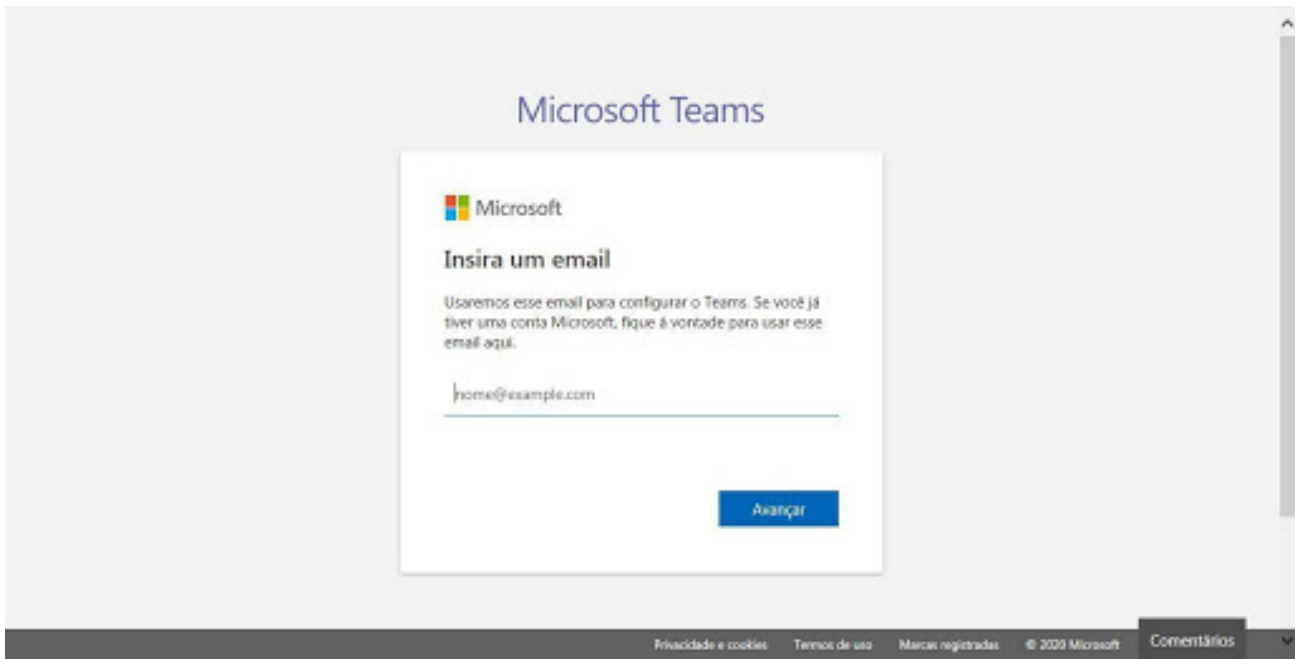 Microsoft Teams
Microsoft
Insira um email
Usaremos esse email para configurar o Teams. Se você já
tiver uma conta Microsoft, fique à vontade para usar esse
email aqui.
nome@example.com
Avançar
Privacidade e cookies Termos de uso Marcas registradas © 2020 Microsoft Comentários